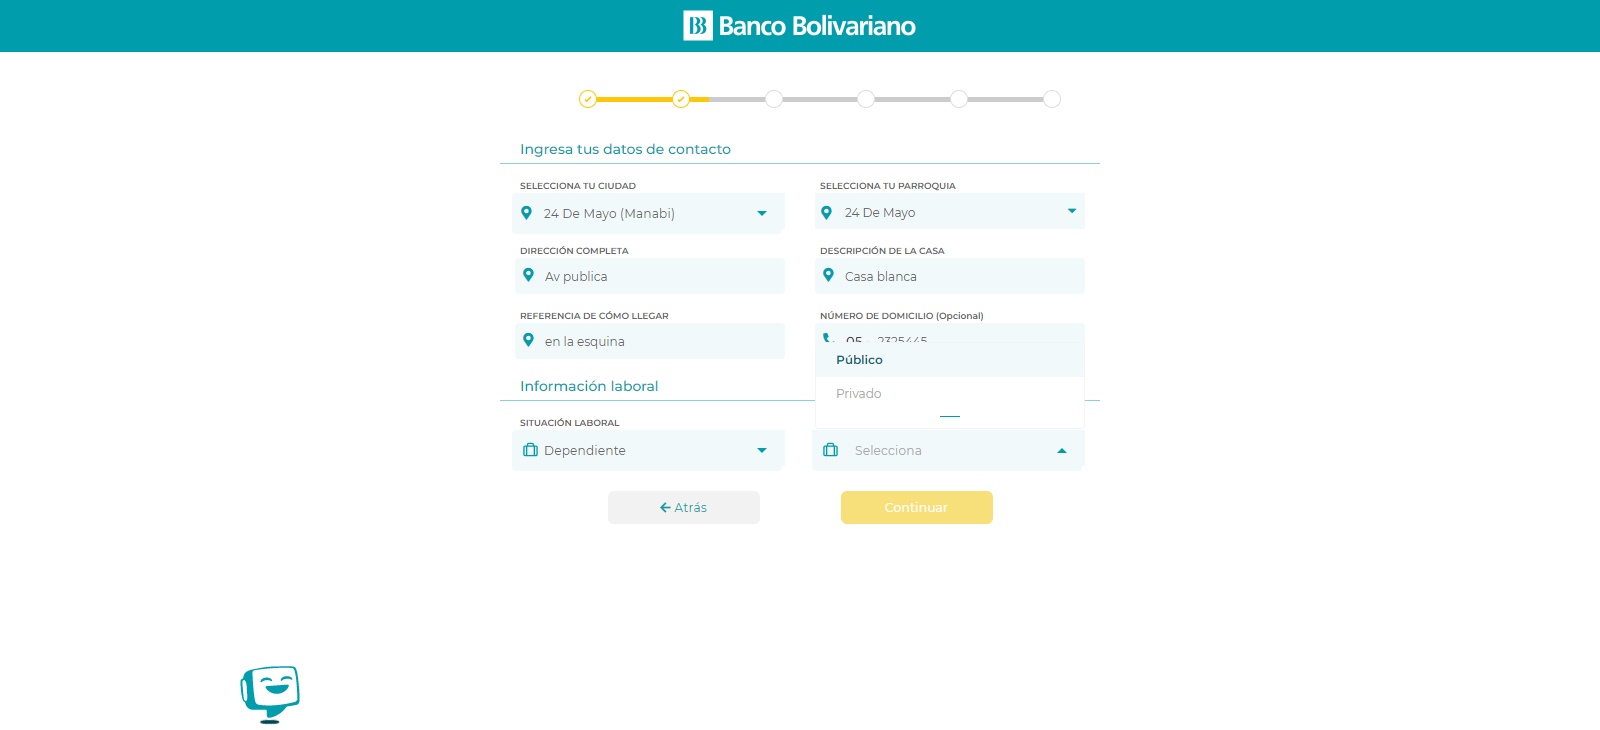 Banco Bolivariano
Ingresa tus datos de contacto
SELECCIONA TU CIUDAD
24 De Mayo (Manabi)
SELECCIONA TU PARROQUIA
24 De Mayo
DIRECCIÓN COMPLETA
Av publica
DESCRIPCIÓN DE LA CASA
Casa blanca
REFERENCIA DE CÓMO LLEGAR
en la esquina
NÚMERO DE DOMICILIO (Opcional)
05 2325445
Público
Privado
Información laboral
SITUACIÓN LABORAL
Dependiente
Selecciona
Atrás
Continuar